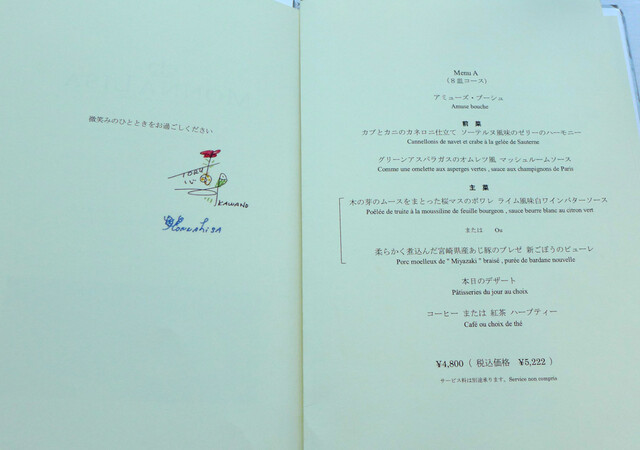 微笑みのひとときをお過ごしください
KAWANO
Menu A
(８皿コース)
アミューズ・ブーシュ
Amuse bouche
前 菜
カブとカニのカネロニ仕立て ソーテルヌ風味のゼリーのハーモニー
Cannellonis de navet et crabs à la gelée de Sauterne
グリーンアスパラガスのオムレツ風 マッシュルームソース
Comme une omelette aux asperges vertes , sauce aux champignons de Paris
主 菜
木の芽のムースをまとった桜マスのポワレ ライム風味白ワインバターソース
Poêlée de truite à la mousseline de feuille bourgeon , sauce beurre blanc au citron vert
または Ou
柔らかく煮込んだ宮崎県産あじ豚のブレゼ 新ごぼうのピューレ
Porc moelleux de " Miyazaki " braisé , purée de bardane nouvelle
本日のデザート
Pâtisseries du jour au choix
コーヒー または 紅茶 ハーブティー
Café ou choix de thé
¥4,800 ( 税込価格 ¥5,222 )
サービス料は別途承ります。Service non compris